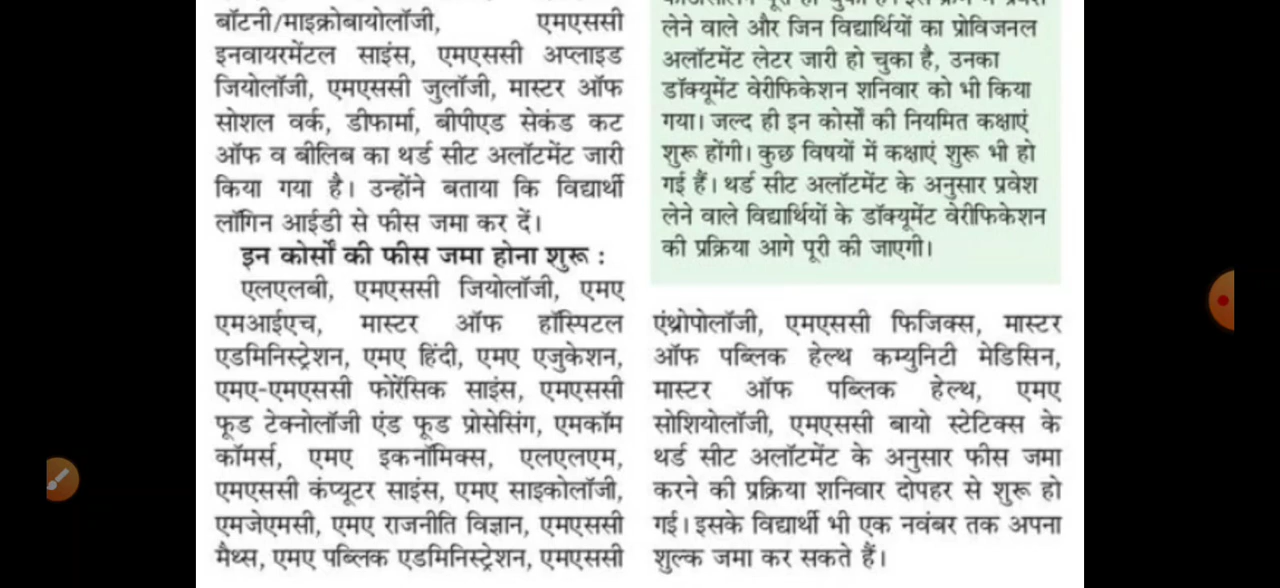 बॉटनी/माइक्रोबायोलॉजी, एमएससी
इनवायरमेंटल साइंस, एमएससी अप्लाइड
जियोलॉजी, एमएससी जुलॉजी, मास्टर ऑफ
सोशल वर्क, डीफार्मा, बीपीएड सेकंड कट
ऑफ व बीलिब का थर्ड सीट अलॉटमेंट जारी
किया गया है। उन्होंने बताया कि विद्यार्थी
लॉगिन आईडी से फीस जमा कर दें।
इन कोर्सों की फीस जमा होना शुरू :
एलएलबी, एमएससी जियोलॉजी, एमए
एमआईएच, मास्टर ऑफ हॉस्पिटल
एडमिनिस्ट्रेशन, एमए हिंदी, एमए एजुकेशन,
एमए-एमएससी फोरेंसिक साइंस, एमएससी
फूड टेक्नोलॉजी एंड फूड प्रोसेसिंग, एमकॉम
कॉमर्स, एमए इकनॉमिक्स, एलएलएम,
एमएससी कंप्यूटर साइंस, एमए साइकोलॉजी,
एमजेएमसी, एमए राजनीति विज्ञान, एमएससी
मैथ्स, एमए पब्लिक एडमिनिस्ट्रेशन, एमएससी
लेने वाले और जिन विद्यार्थियों का प्रोविजनल
अलॉटमेंट लेटर जारी हो चुका है, उनका
डॉक्यूमेंट वेरीफिकेशन शनिवार को भी किया
गया। जल्द ही इन कोर्सों की नियमित कक्षाएं
शुरू होंगी। कुछ विषयों में कक्षाएं शुरू भी हो
गई हैं। थर्ड सीट अलॉटमेंट के अनुसार प्रवेश
लेने वाले विद्यार्थियों के डॉक्यूमेंट वेरीफिकेशन
की प्रक्रिया आगे पूरी की जाएगी।
एंथ्रोपोलॉजी, एमएससी फिजिक्स, मास्टर
ऑफ पब्लिक हेल्थ कम्युनिटी मेडिसिन,
मास्टर ऑफ पब्लिक हेल्थ, एमए
सोशियोलॉजी, एमएससी बायो स्टेटिक्स के
थर्ड सीट अलॉटमेंट के अनुसार फीस जमा
करने की प्रक्रिया शनिवार दोपहर से शुरू हो
गई। इसके विद्यार्थी भी एक नवंबर तक अपना
शुल्क जमा कर सकते हैं।